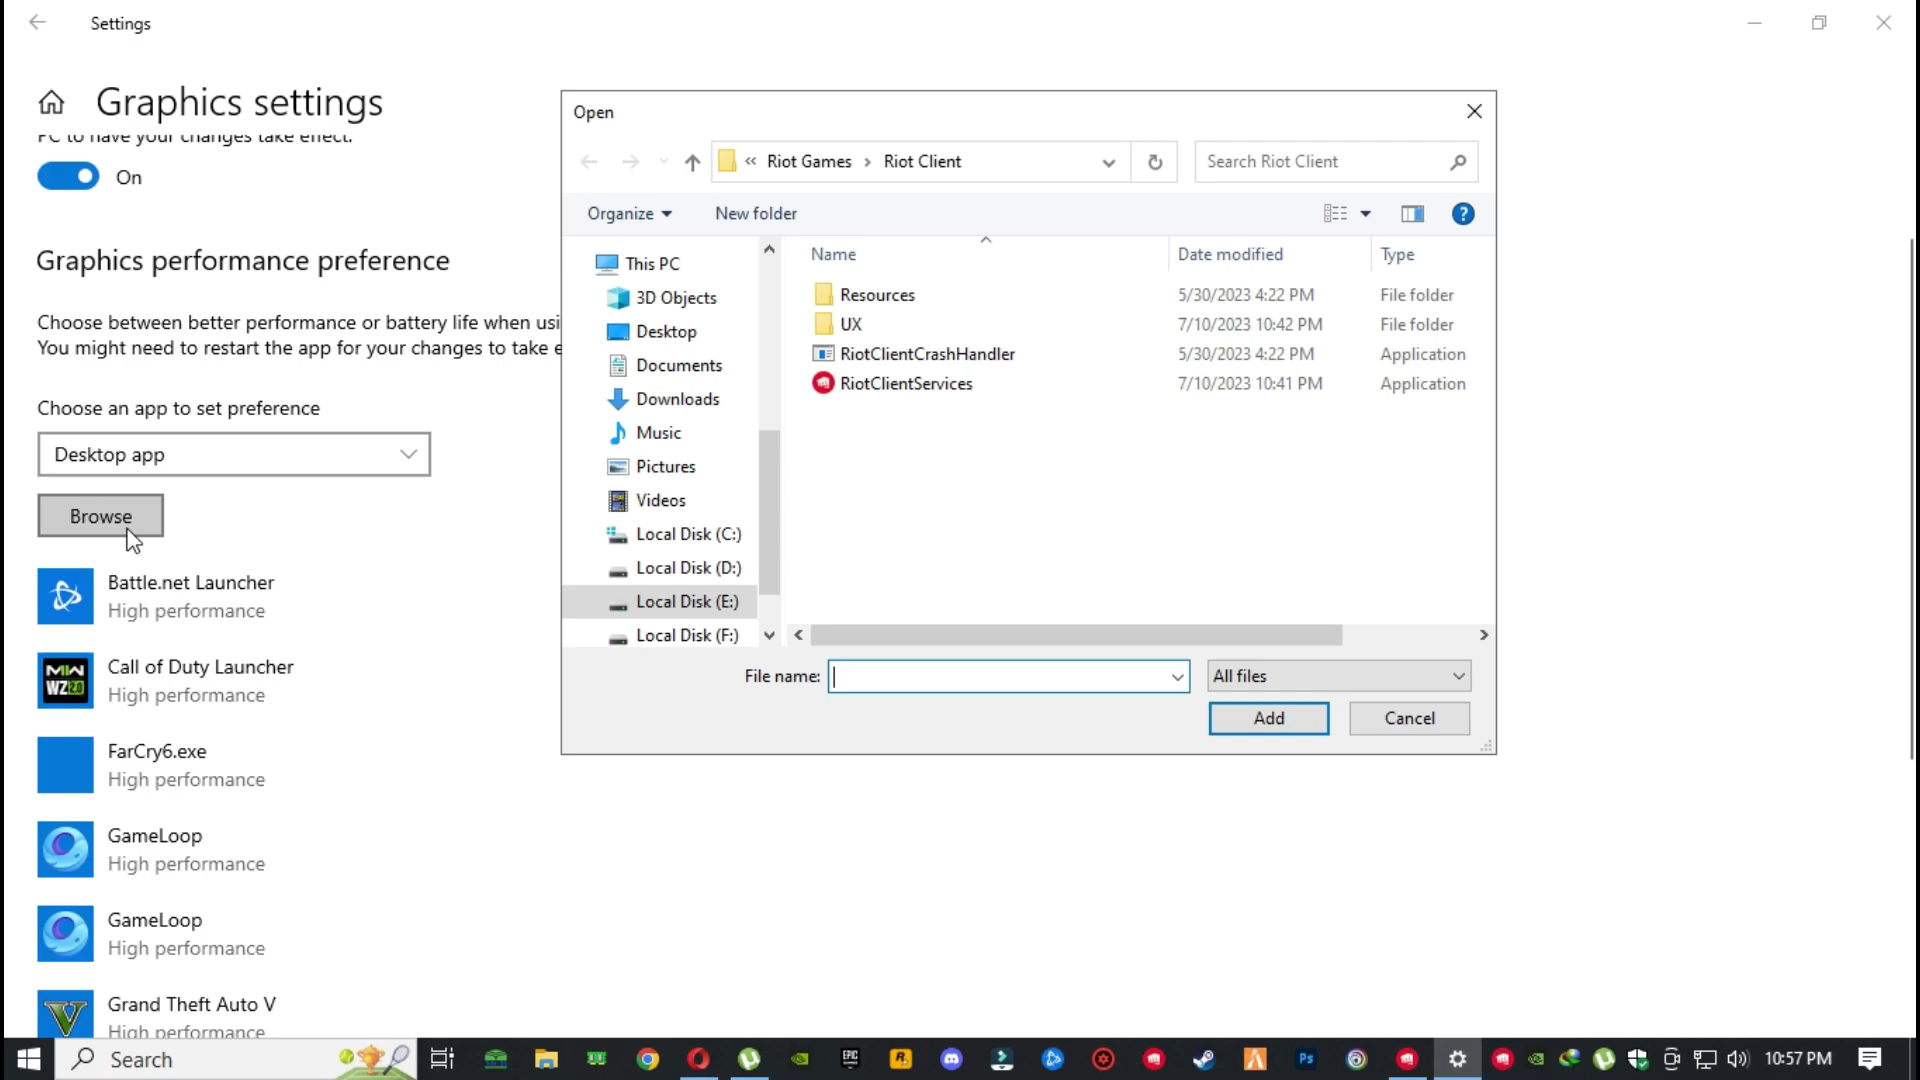 Settings
Graphics settings
PC to have your changes take effect.
On
Graphics performance preference
Choose between better performance or battery life when usi
You might need to restart the app for your changes to take e
Choose an app to set preference
Desktop app
Browse
Battle.net Launcher
High performance
MW
WZ2.0
Call of Duty Launcher
High performance
FarCry6.exe
High performance
GameLoop
High performance
GameLoop
High performance
Grand Theft Auto V
High performance
Open
« Riot Games › Riot Client
Search Riot Client
Organize
New folder
?
This PC
3D Objects
Desktop
Documents
Downloads
Music
Pictures
Videos
Local Disk (C:)
Local Disk (D:)
Local Disk (E:)
Local Disk (F:)
Name Date modified Type
Resources 5/30/2023 4:22 PM File folder
UX 7/10/2023 10:42 PM File folder
RiotClientCrashHandler 5/30/2023 4:22 PM Application
RiotClientServices 7/10/2023 10:41 PM Application
File name:
All files
Add
Cancel
Search
EPIC
R
Ps
10:57 PM